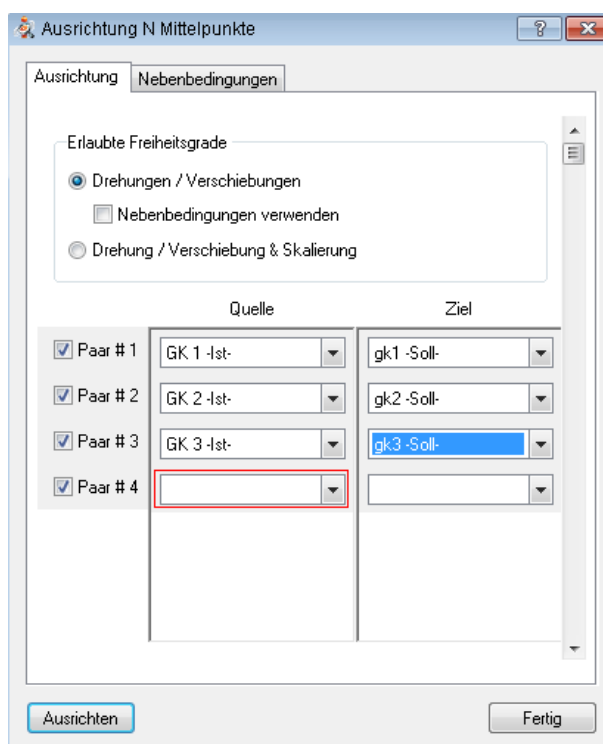 Ausrichtung N Mittelpunkte
Ausrichtung Nebenbedingungen
Erlaubte Freiheitsgrade
Drehungen / Verschiebungen
Nebenbedingungen verwenden
Drehung / Verschiebung & Skalierung
Quelle Ziel
Paar # 1 GK 1 -Ist- gk1 -Soll-
Paar # 2 GK 2 -Ist- gk2 -Soll-
Paar # 3 GK 3 -Ist- gk3 -Soll-
Paar # 4
Ausrichten Fertig